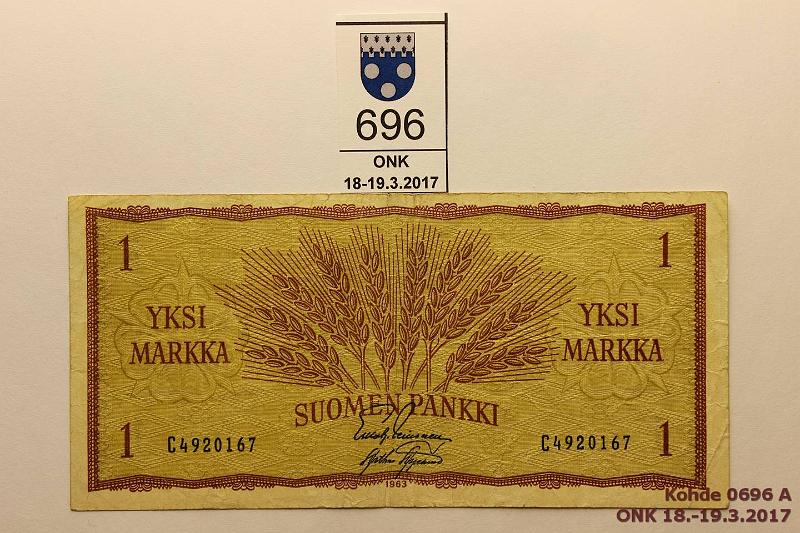 696
ONK
18-19.3.2017
1 1
YKSI MARKKA
YKSI MARKKA
SUOMEN PANKKI
1 C4920167 C4920167 1
1963
Kohde 0696 A
ONK 18.-19.3.2017